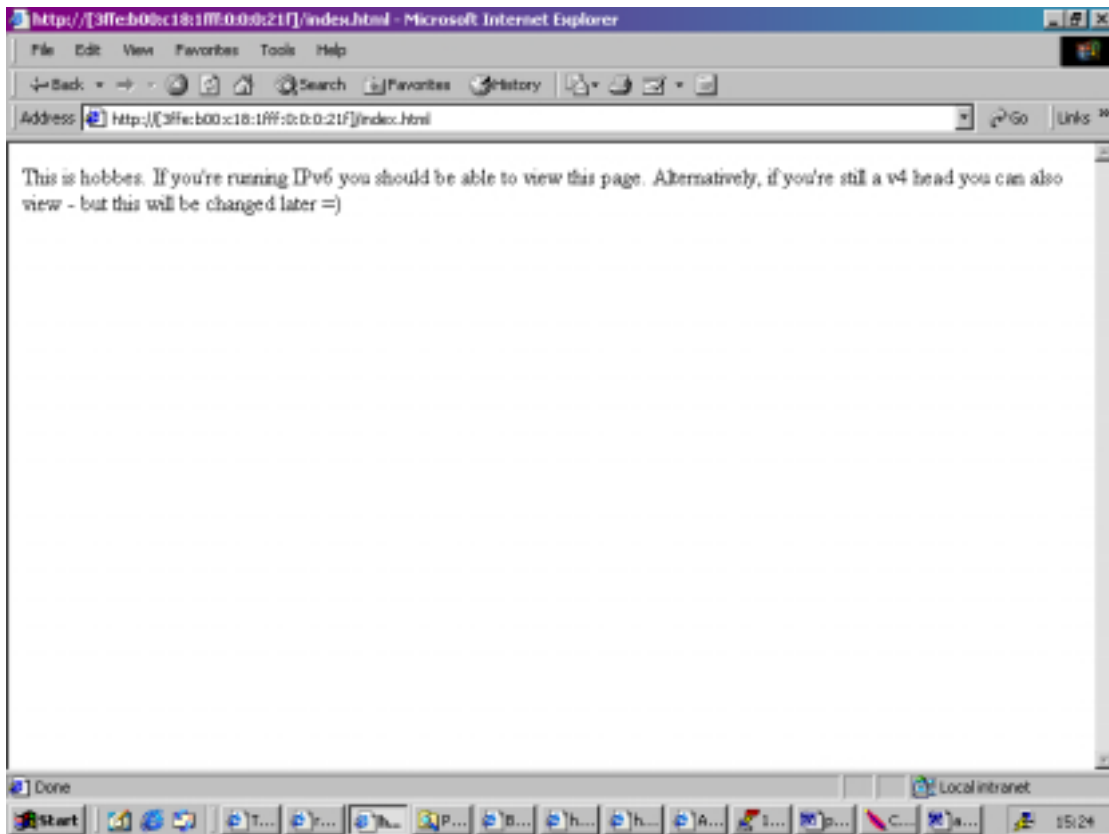 http://[3ffe:b00:c18:1fff:0:0:0:21f]/index.html - Microsoft Internet Explorer
File Edit View Favorites Tools Help
Back Search Favorites History
Address http://[3ffe:b00:c18:1fff:0:0:0:21f]/index.html Go Links »
This is hobbes. If you're running IPv6 you should be able to view this page. Alternatively, if you're still a v4 head you can also
view - but this will be changed later =)
Done Local intranet
Start T... r... h... P... B... h... h... A... 1... p... C... a... 15:24